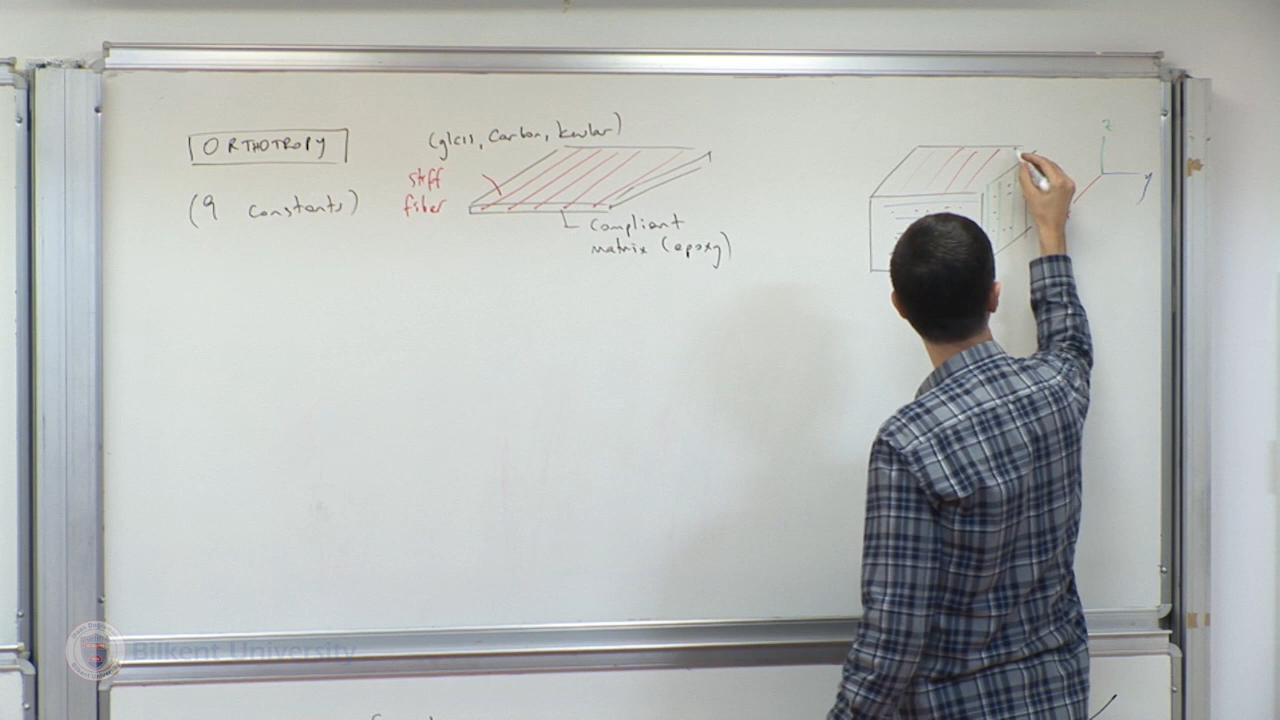 ORTHOTROPY
(9 constants)
(glass, carbon, kevlar)
stiff
fiber
compliant
matrix (epoxy)
z
y
Bilkent University